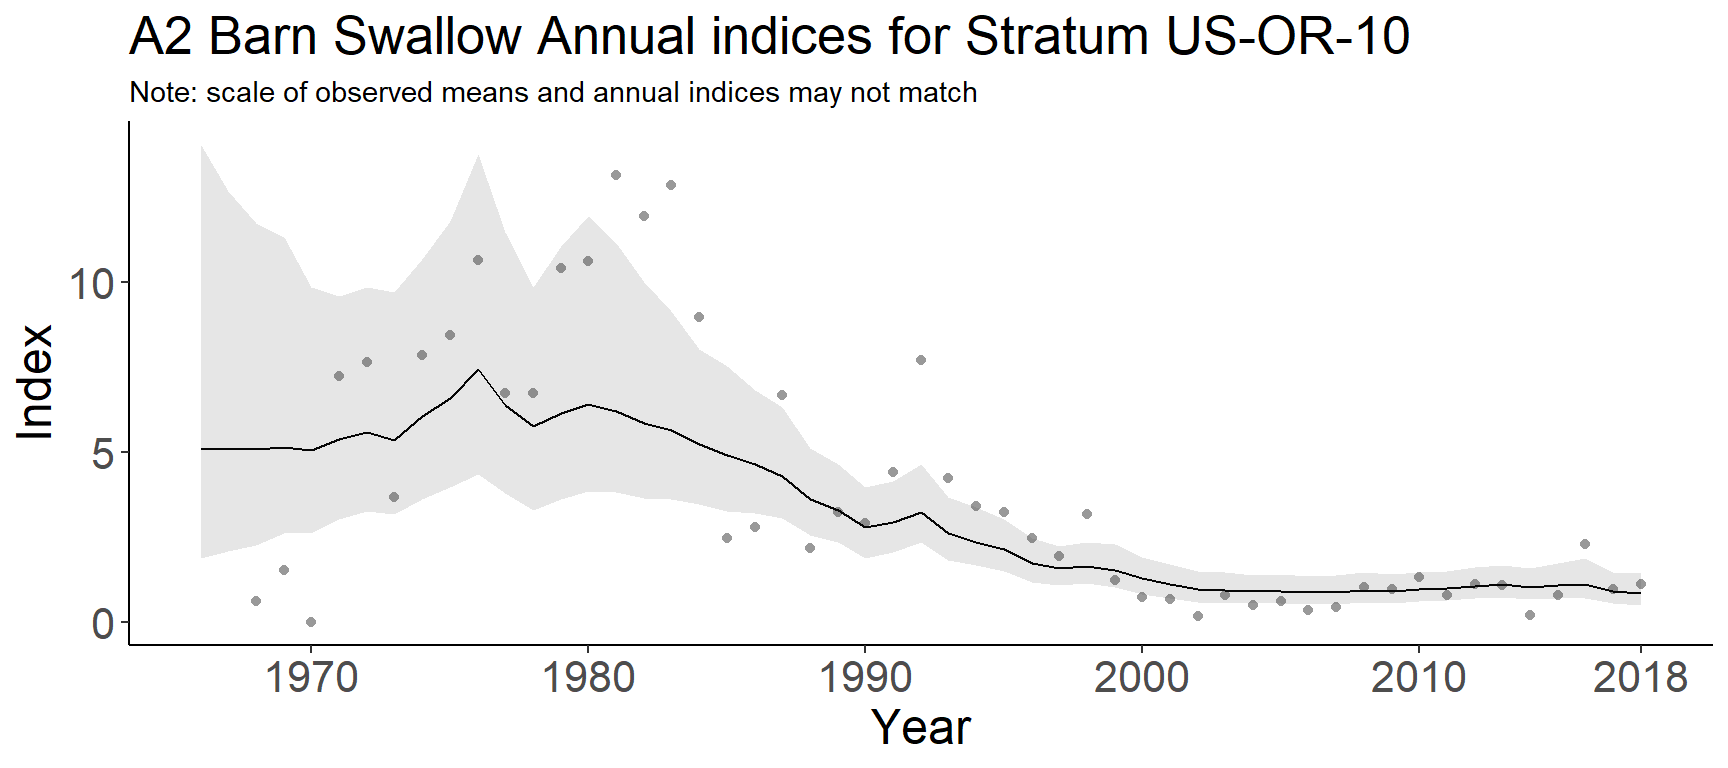 A2 Barn Swallow Annual indices for Stratum US-OR-10
Note: scale of observed means and annual indices may not match
10
5
0
Index
1970 1980 1990 2000 2010 2018
Year